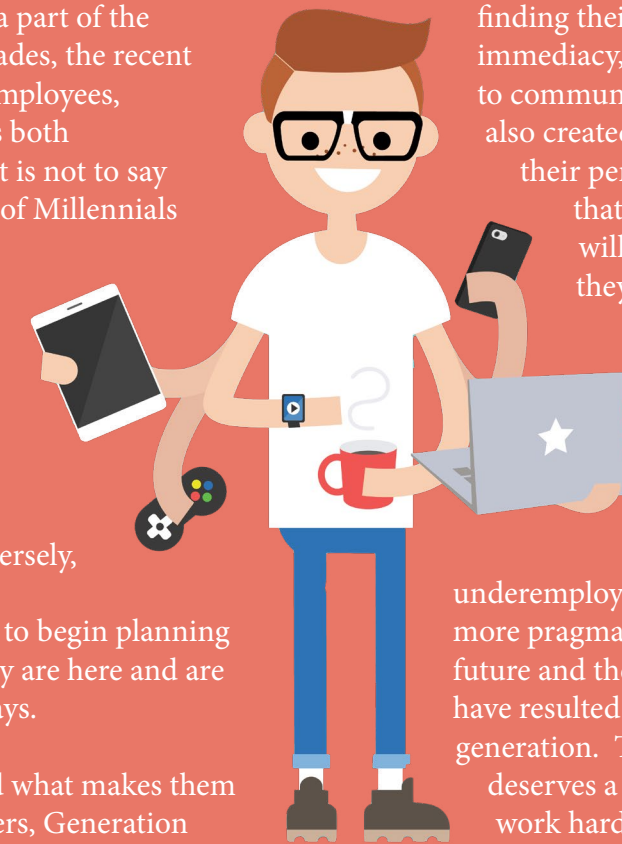 a part of the
ades, the recent
mployees,
s both
t is not to say
of Millennials
ersely,
to begin planning
y are here and are
ays.
d what makes them
ers, Generation
finding their
immediacy,
to commun
also created
their per
that
will
they
underemploy
more pragma
future and the
have resulted
generation. T
deserves a
work hard